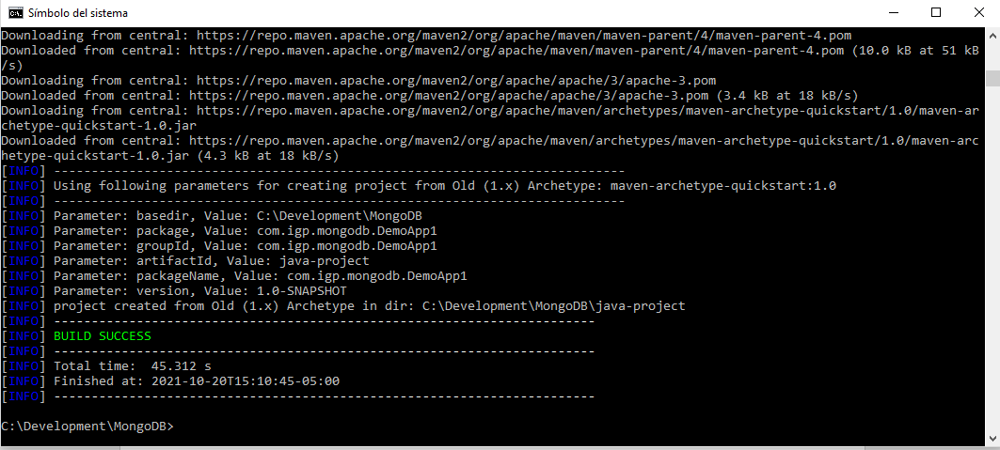 Símbolo del sistema
Downloading from central: https://repo.maven.apache.org/maven2/org/apache/maven/maven-parent/4/maven-parent-4.pom
Downloaded from central: https://repo.maven.apache.org/maven2/org/apache/maven/maven-parent/4/maven-parent-4.pom (10.0 kB at 51 kB
/s)
Downloading from central: https://repo.maven.apache.org/maven2/org/apache/apache/3/apache-3.pom
Downloaded from central: https://repo.maven.apache.org/maven2/org/apache/apache/3/apache-3.pom (3.4 kB at 18 kB/s)
Downloading from central: https://repo.maven.apache.org/maven2/org/apache/maven/archetypes/maven-archetype-quickstart/1.0/maven-ar
chetype-quickstart-1.0.jar
Downloaded from central: https://repo.maven.apache.org/maven2/org/apache/maven/archetypes/maven-archetype-quickstart/1.0/maven-arc
hetype-quickstart-1.0.jar (4.3 kB at 18 kB/s)
[INFO] ----------------------------------------------------------------------------
[INFO] Using following parameters for creating project from Old (1.x) Archetype: maven-archetype-quickstart:1.0
[INFO] ----------------------------------------------------------------------------
[INFO] Parameter: basedir, Value: C:\Development\MongoDB
[INFO] Parameter: package, Value: com.igp.mongodb.DemoApp1
[INFO] Parameter: groupId, Value: com.igp.mongodb.DemoApp1
[INFO] Parameter: artifactId, Value: java-project
[INFO] Parameter: packageName, Value: com.igp.mongodb.DemoApp1
[INFO] Parameter: version, Value: 1.0-SNAPSHOT
[INFO] project created from Old (1.x) Archetype in dir: C:\Development\MongoDB\java-project
[INFO] ------------------------------------------------------------------------
[INFO] BUILD SUCCESS
[INFO] ------------------------------------------------------------------------
[INFO] Total time:  45.312 s
[INFO] Finished at: 2021-10-20T15:10:45-05:00
[INFO] ------------------------------------------------------------------------
C:\Development\MongoDB>